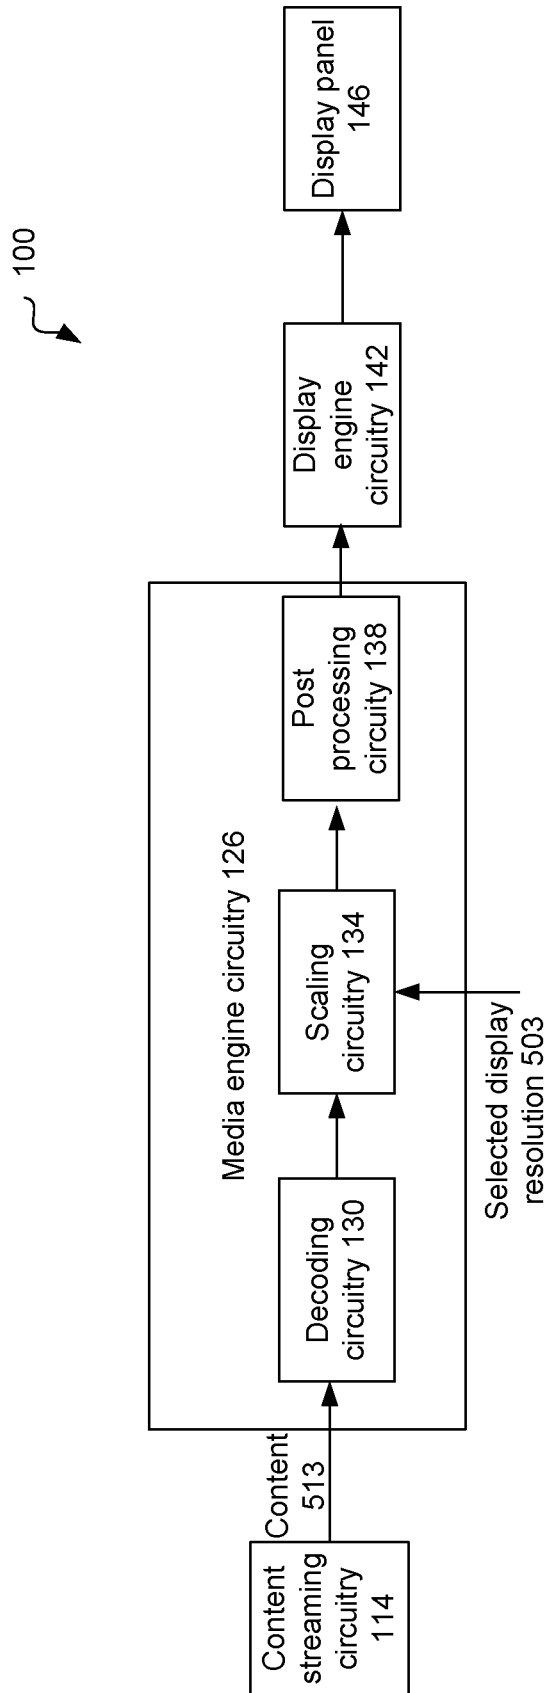 100
Content
streaming
circuitry
114
Content
513
Media engine circuitry 126
Decoding
circuitry 130
Scaling
circuitry 134
Selected display
resolution 503
Post
processing
circuity 138
Display
engine
circuitry 142
Display panel
146